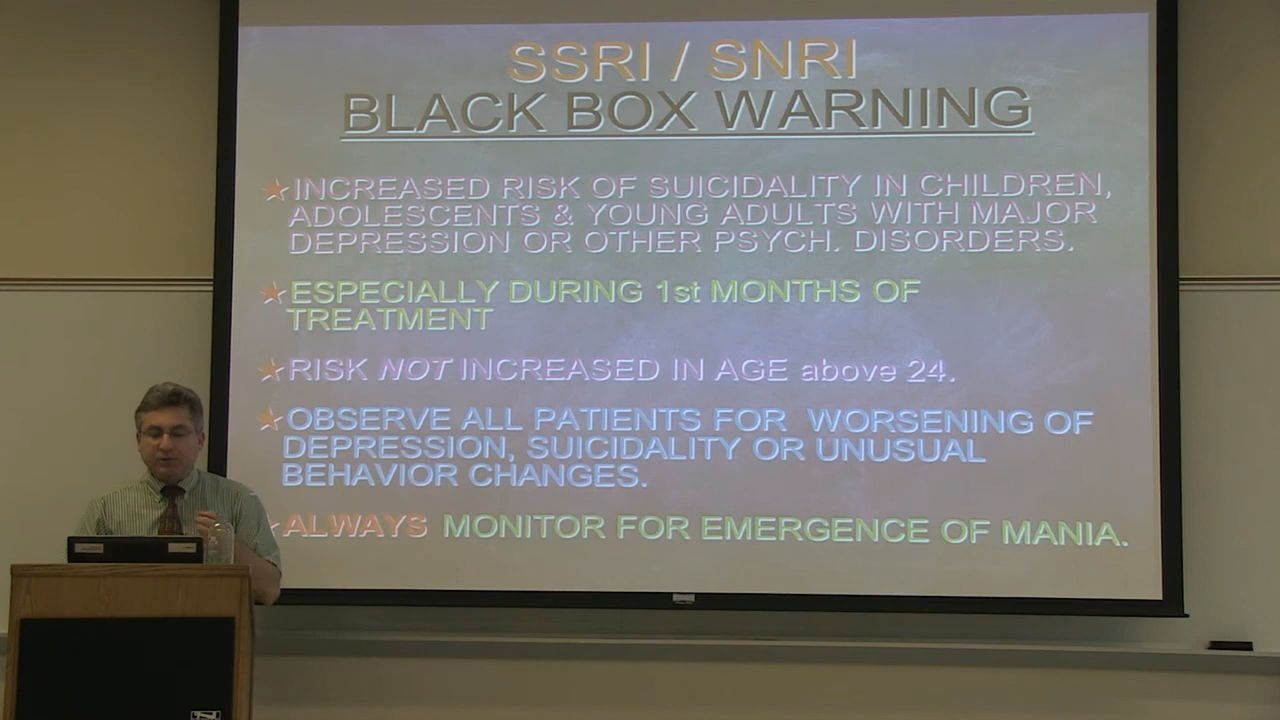 SSRI / SNRI
BLACK BOX WARNING
INCREASED RISK OF SUICIDALITY IN CHILDREN,
ADOLESCENTS & YOUNG ADULTS WITH MAJOR
DEPRESSION OR OTHER PSYCH. DISORDERS.
ESPECIALLY DURING 1st MONTHS OF
TREATMENT
RISK NOT INCREASED IN AGE above 24.
OBSERVE ALL PATIENTS FOR WORSENING OF
DEPRESSION, SUICIDALITY OR UNUSUAL
BEHAVIOR CHANGES.
ALWAYS MONITOR FOR EMERGENCE OF MANIA.